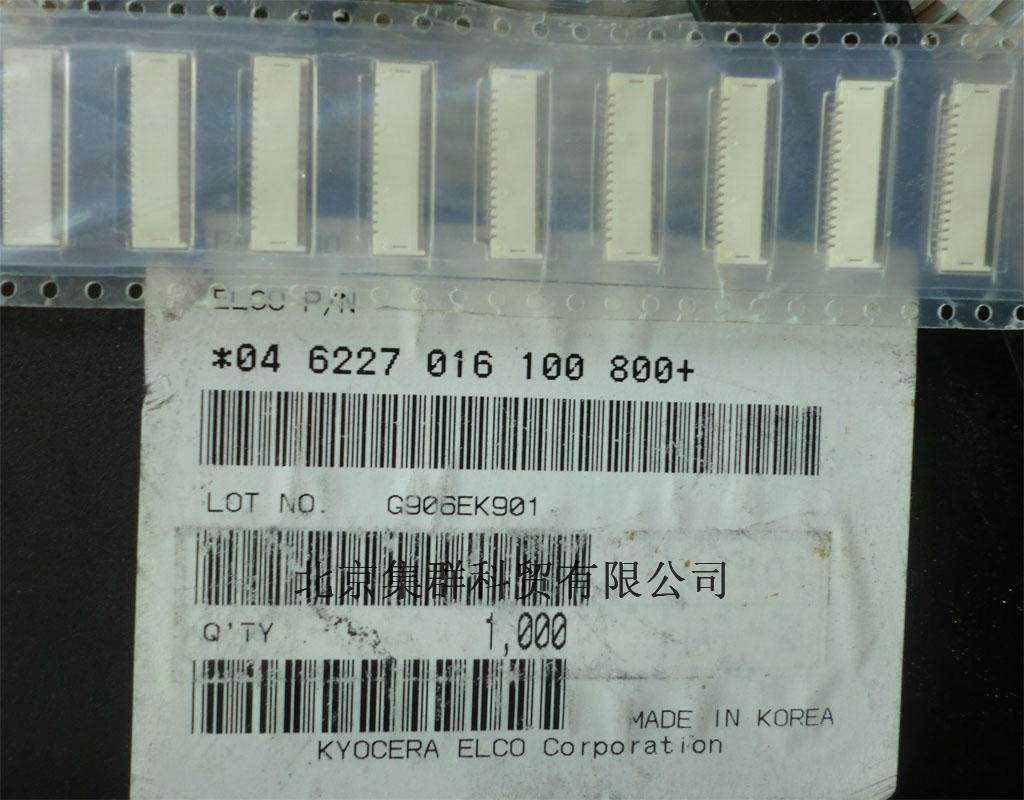 ELCO P/N
*04 6227 016 100 800+
LOT NO. G906EK901
北京集群科贸有限公司
Q'TY 1,000
MADE IN KOREA
KYOCERA ELCO Corporation